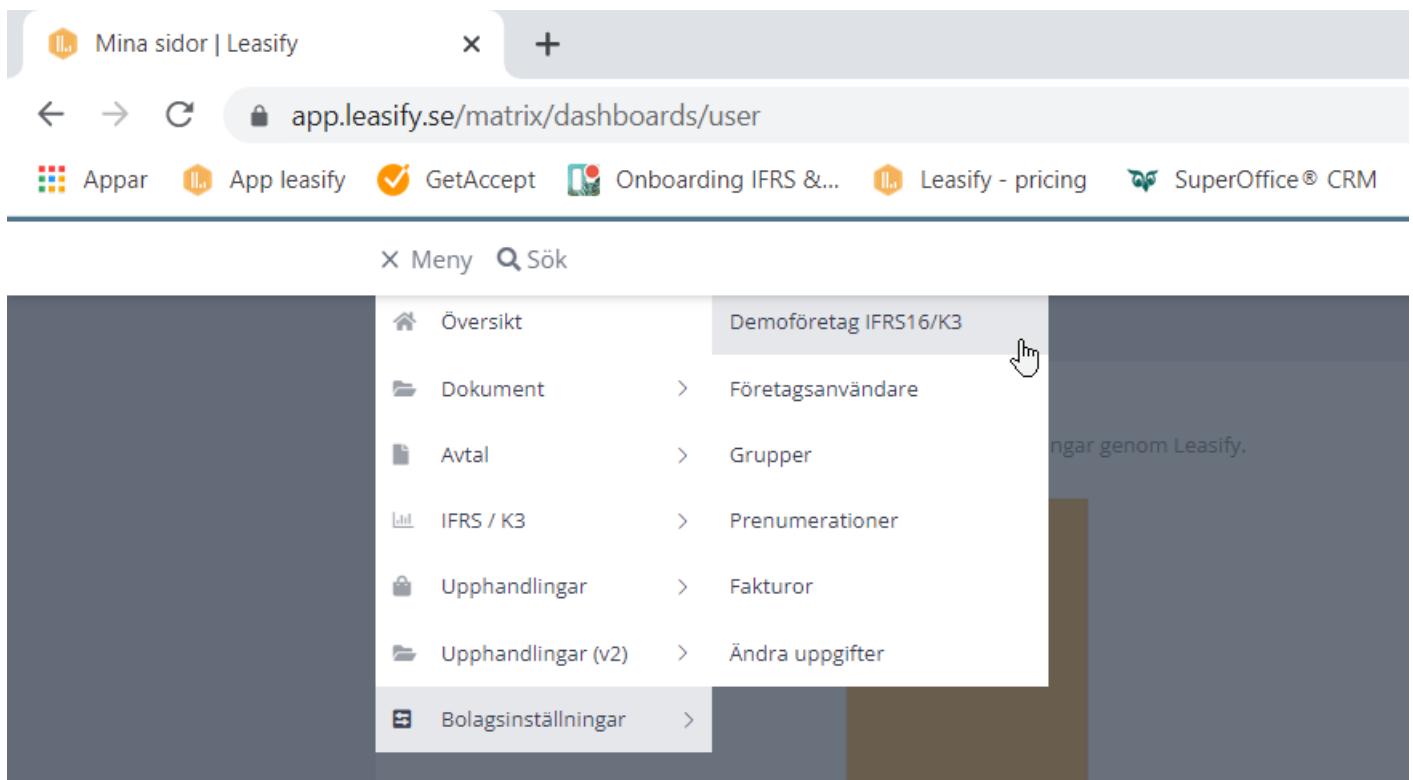 Mina sidor | Leasify
app.leasify.se/matrix/dashboards/user
Appar App leasify GetAccept Onboarding IFRS &... Leasify - pricing SuperOffice® CRM
Meny Sök
Översikt
Dokument
Avtal
IFRS / K3
Upphandlingar
Upphandlingar (v2)
Bolagsinställningar
Demoföretag IFRS16/K3
Företagsanvändare
Grupper
Prenumerationer
Fakturor
Ändra uppgifter
ngar genom Leasify.